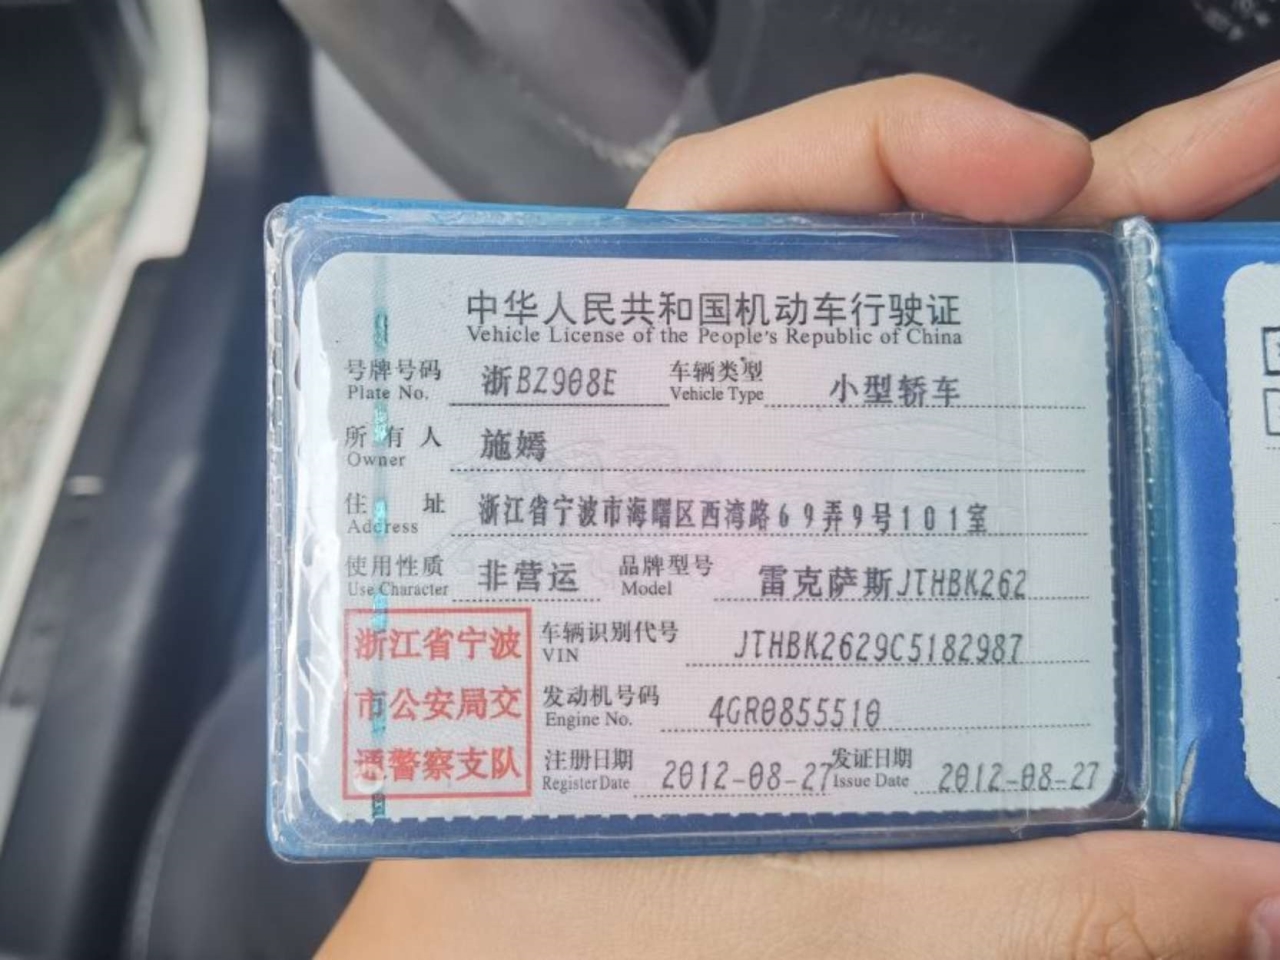 中华人民共和国机动车行驶证
Vehicle License of the People's Republic of China
号牌号码 浙BZ908E 车辆类型 小型轿车
Plate No. Vehicle Type
所有人 施嫣
Owner
住址 浙江省宁波市海曙区西湾路69弄9号101室
Address
使用性质 非营运 品牌型号 雷克萨斯JTHBK262
Use Character Model
浙江省宁波
市公安局交
通警察支队
车辆识别代号 JTHBK2629C5182987
VIN
发动机号码 4GR0855510
Engine No.
注册日期 2012-08-27 发证日期 2012-08-27
Register Date Issue Date